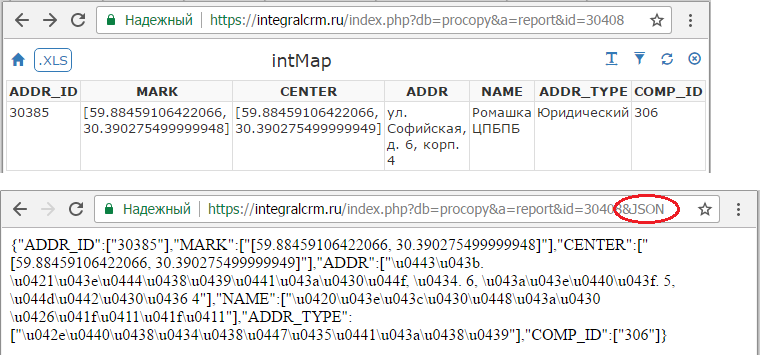 Надежный https://integralcrm.ru/index.php?db=procopy&a=report&id=30408
.XLS intMap
ADDR_ID MARK CENTER ADDR NAME ADDR_TYPE COMP_ID
30385 [59.88459106422066, [59.88459106422066, ул. Ромашка Юридический 306
30.390275499999948] 30.390275499999949] Софийская, ЦПБПБ
д. 6, корп.
4
Надежный https://integralcrm.ru/index.php?db=procopy&a=report&id=30408&JSON
{"ADDR_ID":["30385"],"MARK":["[59.88459106422066, 30.390275499999948]"],"CENTER":["
[59.88459106422066, 30.390275499999949]"],"ADDR":["\u0443\u043b.
\u0421\u043e\u0444\u0438\u0439\u0441\u043a\u0430\u044f, \u0434. 6, \u043a\u043e\u0440\u043f. 5,
\u044d\u0442\u0430\u0436 4"],"NAME":["\u0420\u043e\u043c\u0430\u0448\u043a\u0430
\u0426\u041f\u0411\u041f\u0411"],"ADDR_TYPE":
["\u042e\u0440\u0438\u0434\u0438\u0447\u0435\u0441\u043a\u0438\u0439"],"COMP_ID":["306"]}